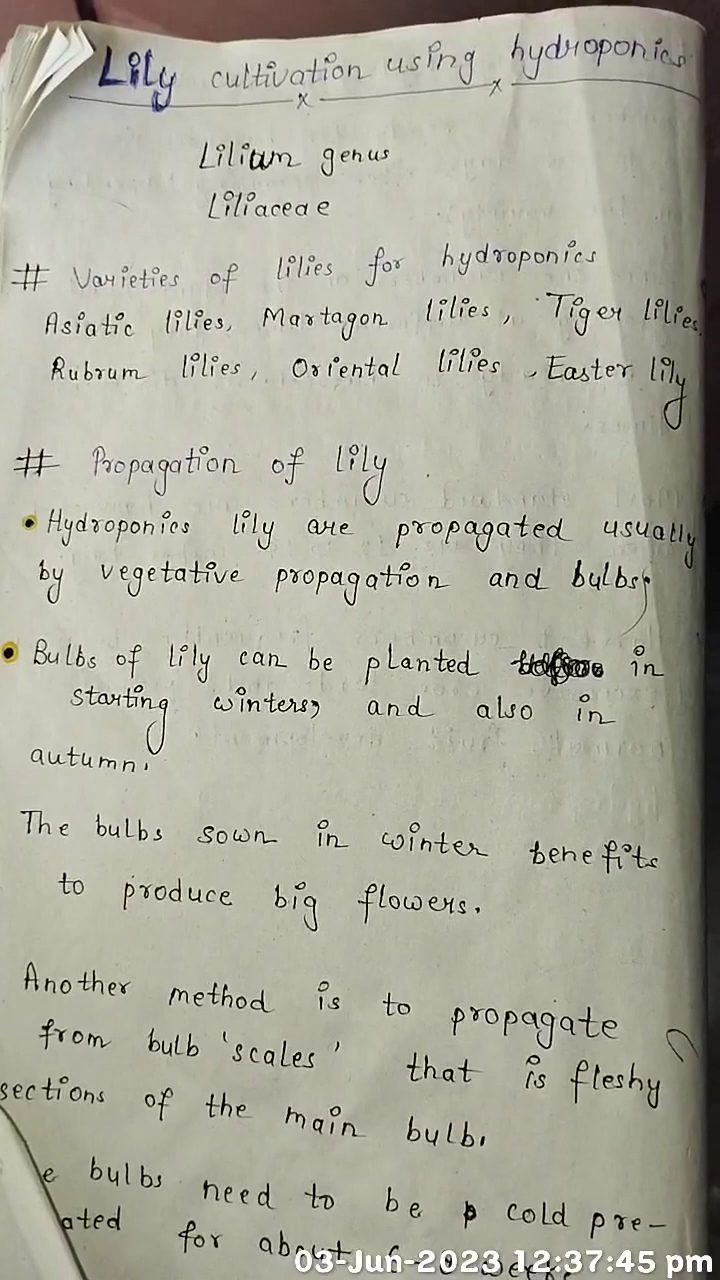 Lily cultivation using hydroponics
x x
Lilium genus
Liliaceae
# Varieties of lilies for hydroponics
Asiatic lilies, Martagon lilies, Tiger lilies,
Rubrum lilies, Oriental lilies, Easter lily
# Propagation of lily
• Hydroponics lily are propagated usually
by vegetative propagation and bulbs;
• Bulbs of lily can be planted in
starting winters, and also in
autumn.
The bulbs sown in winter benefits
to produce big flowers.
Another method is to propagate
from bulb 'scales' that is fleshy
sections of the main bulb.
e bulbs need to be cold pre-
ated for about
03-Jun-2023 12:37:45 pm